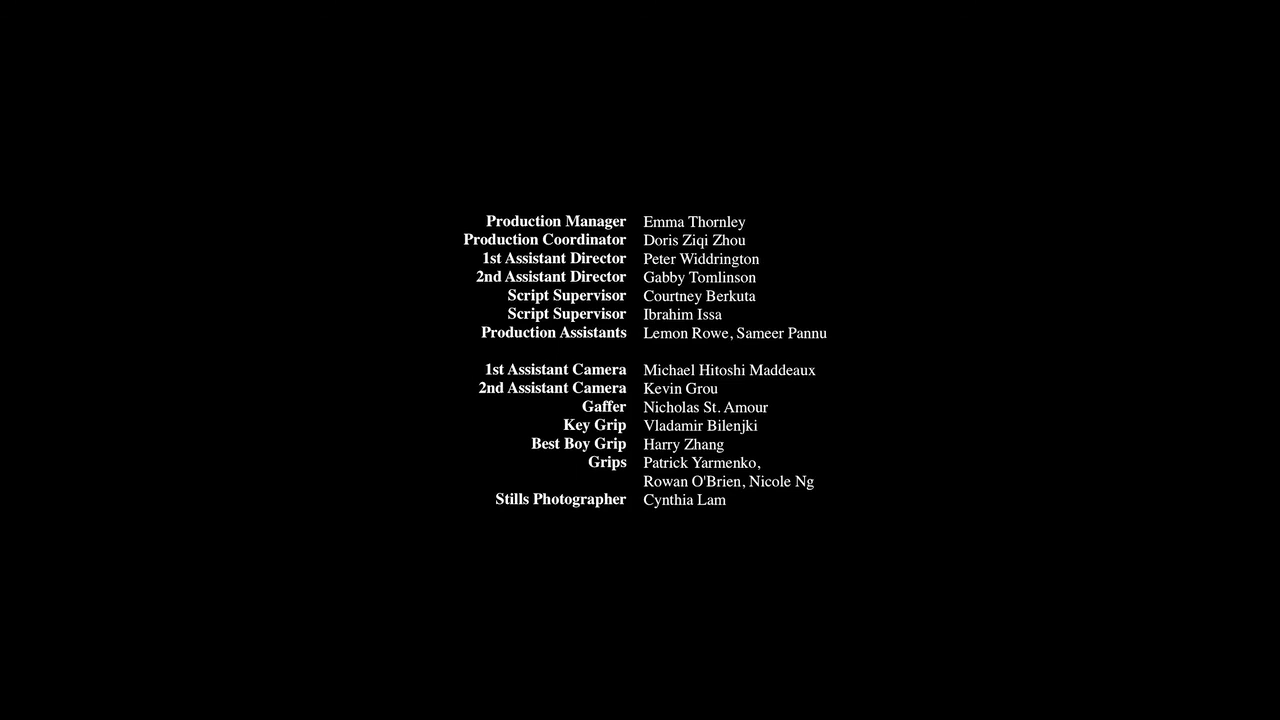 Production Manager Emma Thornley
Production Coordinator Doris Ziqi Zhou
1st Assistant Director Peter Widdrington
2nd Assistant Director Gabby Tomlinson
Script Supervisor Courtney Berkuta
Script Supervisor Ibrahim Issa
Production Assistants Lemon Rowe, Sameer Pannu
1st Assistant Camera Michael Hitoshi Maddeaux
2nd Assistant Camera Kevin Grou
Gaffer Nicholas St. Amour
Key Grip Vladamir Bilenjki
Best Boy Grip Harry Zhang
Grips Patrick Yarmenko,
Rowan O'Brien, Nicole Ng
Stills Photographer Cynthia Lam